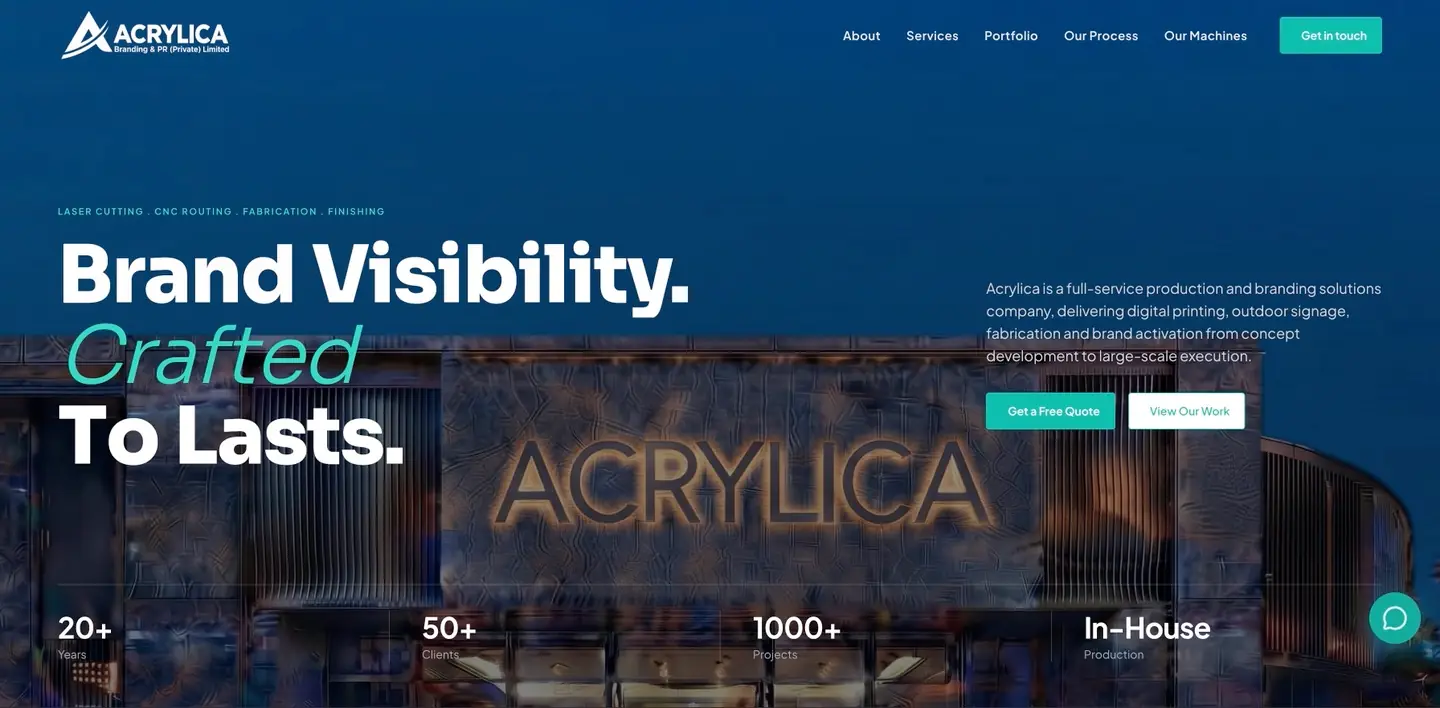 ACRYLICA
Branding & PR (Private) Limited
About Services Portfolio Our Process Our Machines Get in touch
LASER CUTTING . CNC ROUTING . FABRICATION . FINISHING
Brand Visibility.
Crafted
To Lasts.
Acrylica is a full-service production and branding solutions
company, delivering digital printing, outdoor signage,
fabrication and brand activation from concept
development to large-scale execution.
Get a Free Quote View Our Work
ACRYLICA
20+ 50+ 1000+ In-House
Years Clients Projects Production